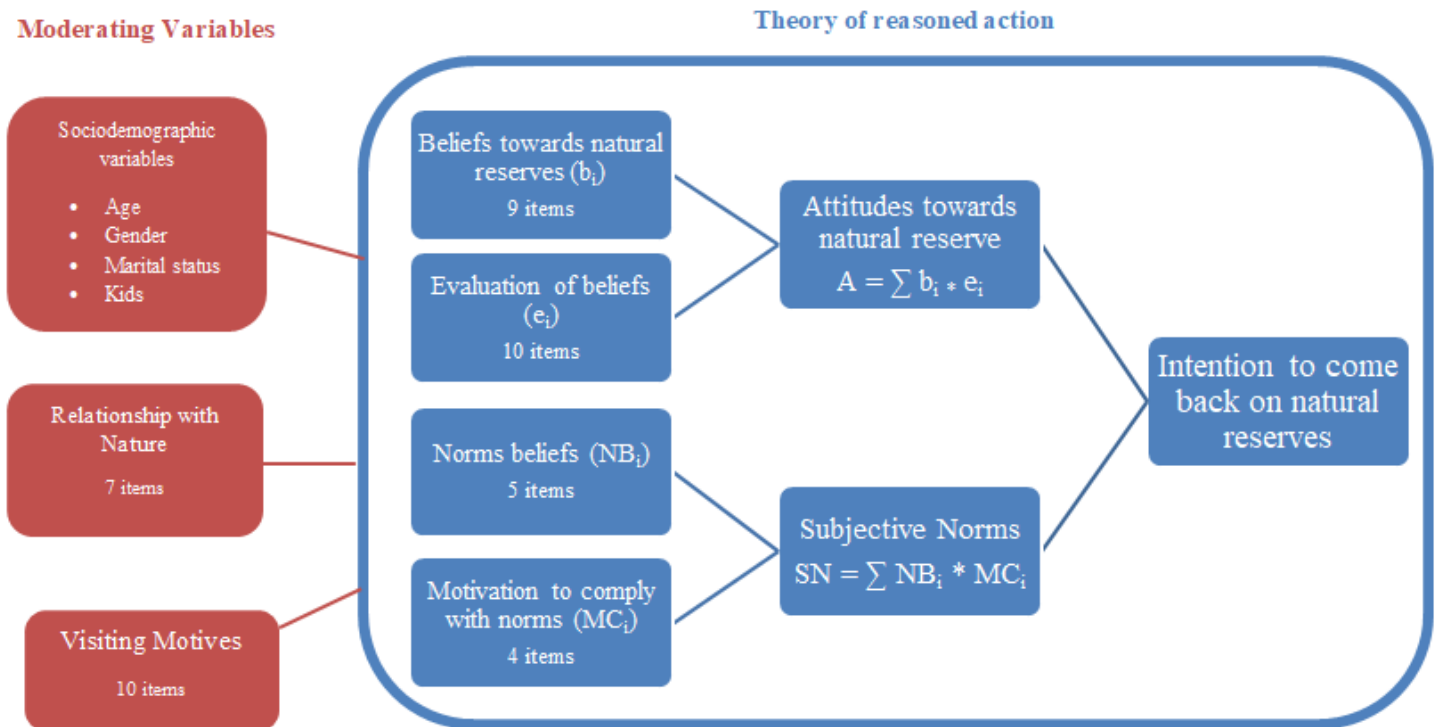 Moderating Variables
Theory of reasoned action
Sociodemographic
variables
• Age
• Gender
• Marital status
• Kids
Relationship with
Nature
7 items
Visiting Motives
10 items
Beliefs towards natural
reserves (bᵢ)
9 items
Evaluation of beliefs
(eᵢ)
10 items
Norms beliefs (NBᵢ)
5 items
Motivation to comply
with norms (MCᵢ)
4 items
Attitudes towards
natural reserve
A = ∑ bᵢ * eᵢ
Subjective Norms
SN = ∑ NBᵢ * MCᵢ
Intention to come
back on natural
reserves